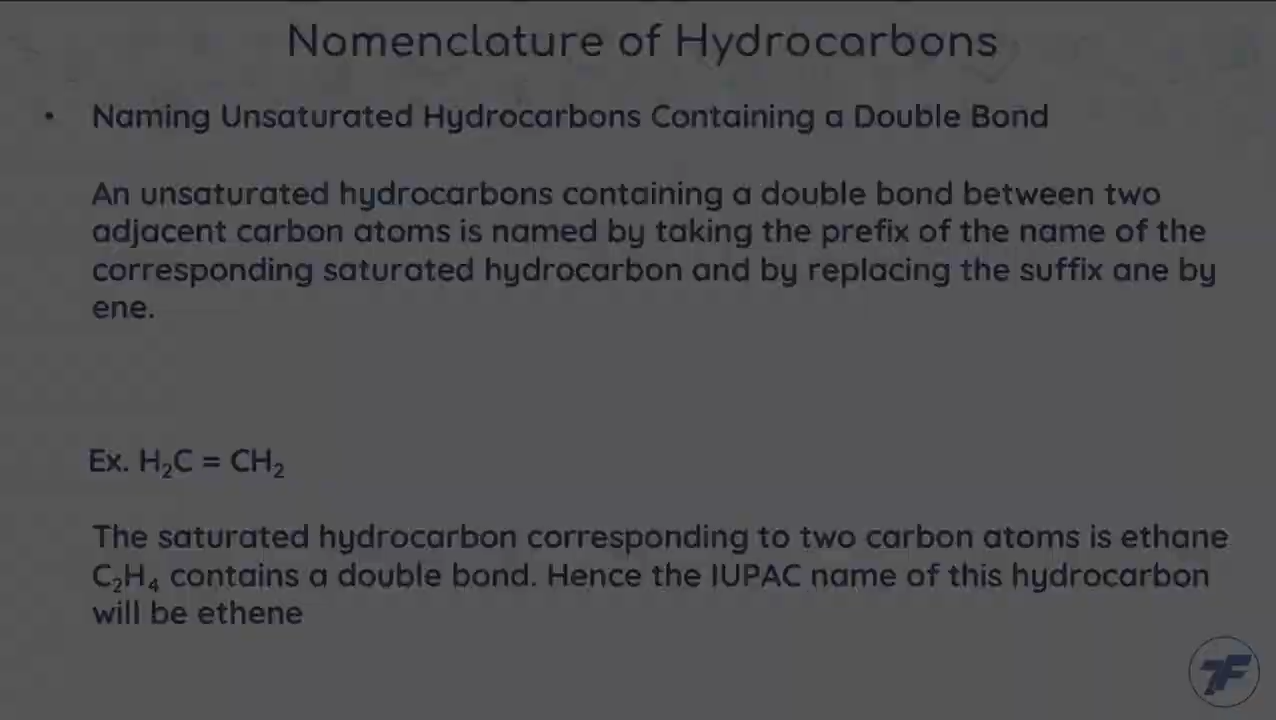 Nomenclature of Hydrocarbons
• Naming Unsaturated Hydrocarbons Containing a Double Bond
An unsaturated hydrocarbons containing a double bond between two
adjacent carbon atoms is named by taking the prefix of the name of the
corresponding saturated hydrocarbon and by replacing the suffix ane by
ene.
Ex. H₂C = CH₂
The saturated hydrocarbon corresponding to two carbon atoms is ethane
C₂H₄ contains a double bond. Hence the IUPAC name of this hydrocarbon
will be ethene